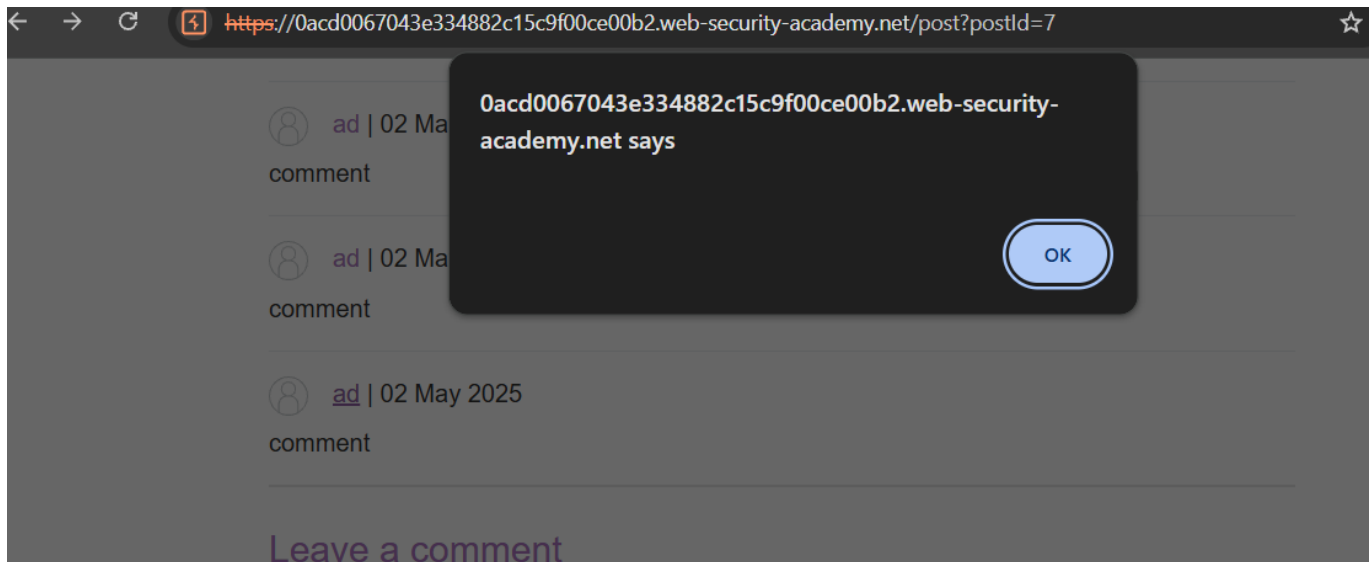 https://0acd0067043e334882c15c9f00ce00b2.web-security-academy.net/post?postId=7
0acd0067043e334882c15c9f00ce00b2.web-security-
academy.net says
OK
ad | 02 Ma
comment
ad | 02 Ma
comment
ad | 02 May 2025
comment
Leave a comment